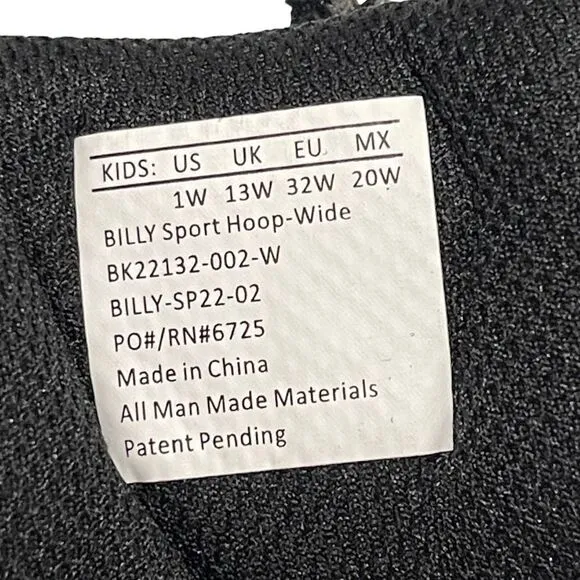 KIDS: US UK EU MX
1W 13W 32W 20W
BILLY Sport Hoop-Wide
BK22132-002-W
BILLY-SP22-02
PO#/RN#6725
Made in China
All Man Made Materials
Patent Pending